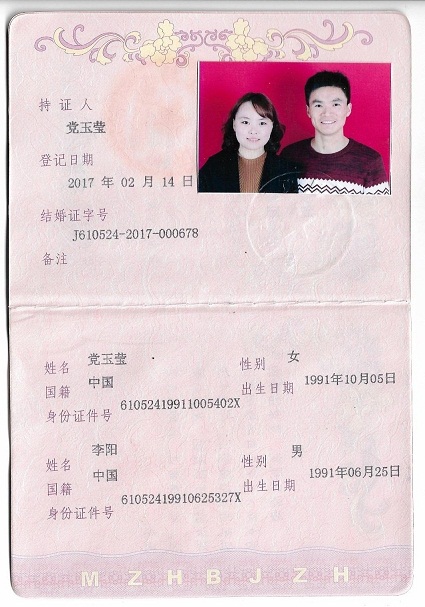 持证人
党玉莹
登记日期
2017 年 02 月 14 日
结婚证字号
J610524-2017-000678
备注
姓名 党玉莹 性别 女
国籍 中国 出生日期 1991年10月05日
身份证件号 61052419911005402X
姓名 李阳 性别 男
国籍 中国 出生日期 1991年06月25日
身份证件号 61052419910625327X
M Z H B J Z H